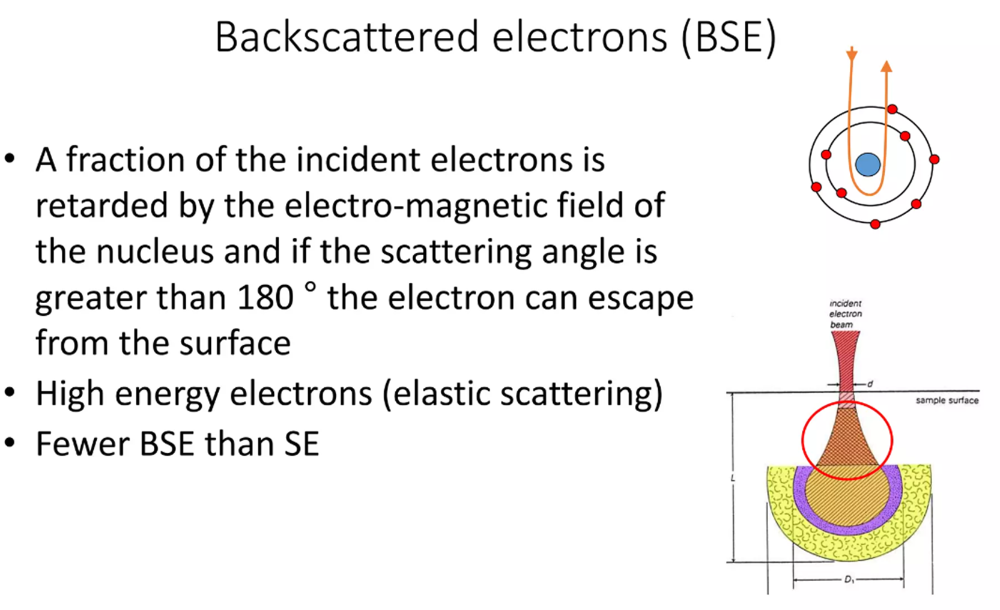 Backscattered electrons (BSE)
• A fraction of the incident electrons is
retarded by the electro-magnetic field of
the nucleus and if the scattering angle is
greater than 180 ° the electron can escape
from the surface
• High energy electrons (elastic scattering)
• Fewer BSE than SE
incident
electron
beam
d
sample surface
L
D₁